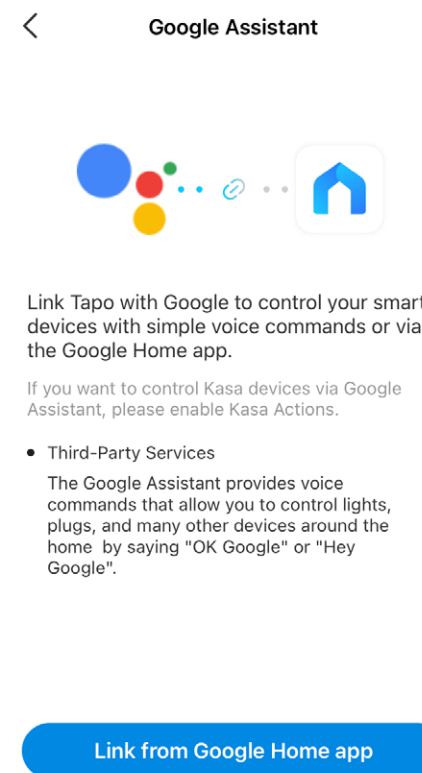 Google Assistant
Link Tapo with Google to control your smart
devices with simple voice commands or via
the Google Home app.
If you want to control Kasa devices via Google
Assistant, please enable Kasa Actions.
• Third-Party Services
The Google Assistant provides voice
commands that allow you to control lights,
plugs, and many other devices around the
home  by saying "OK Google" or "Hey
Google".
Link from Google Home app